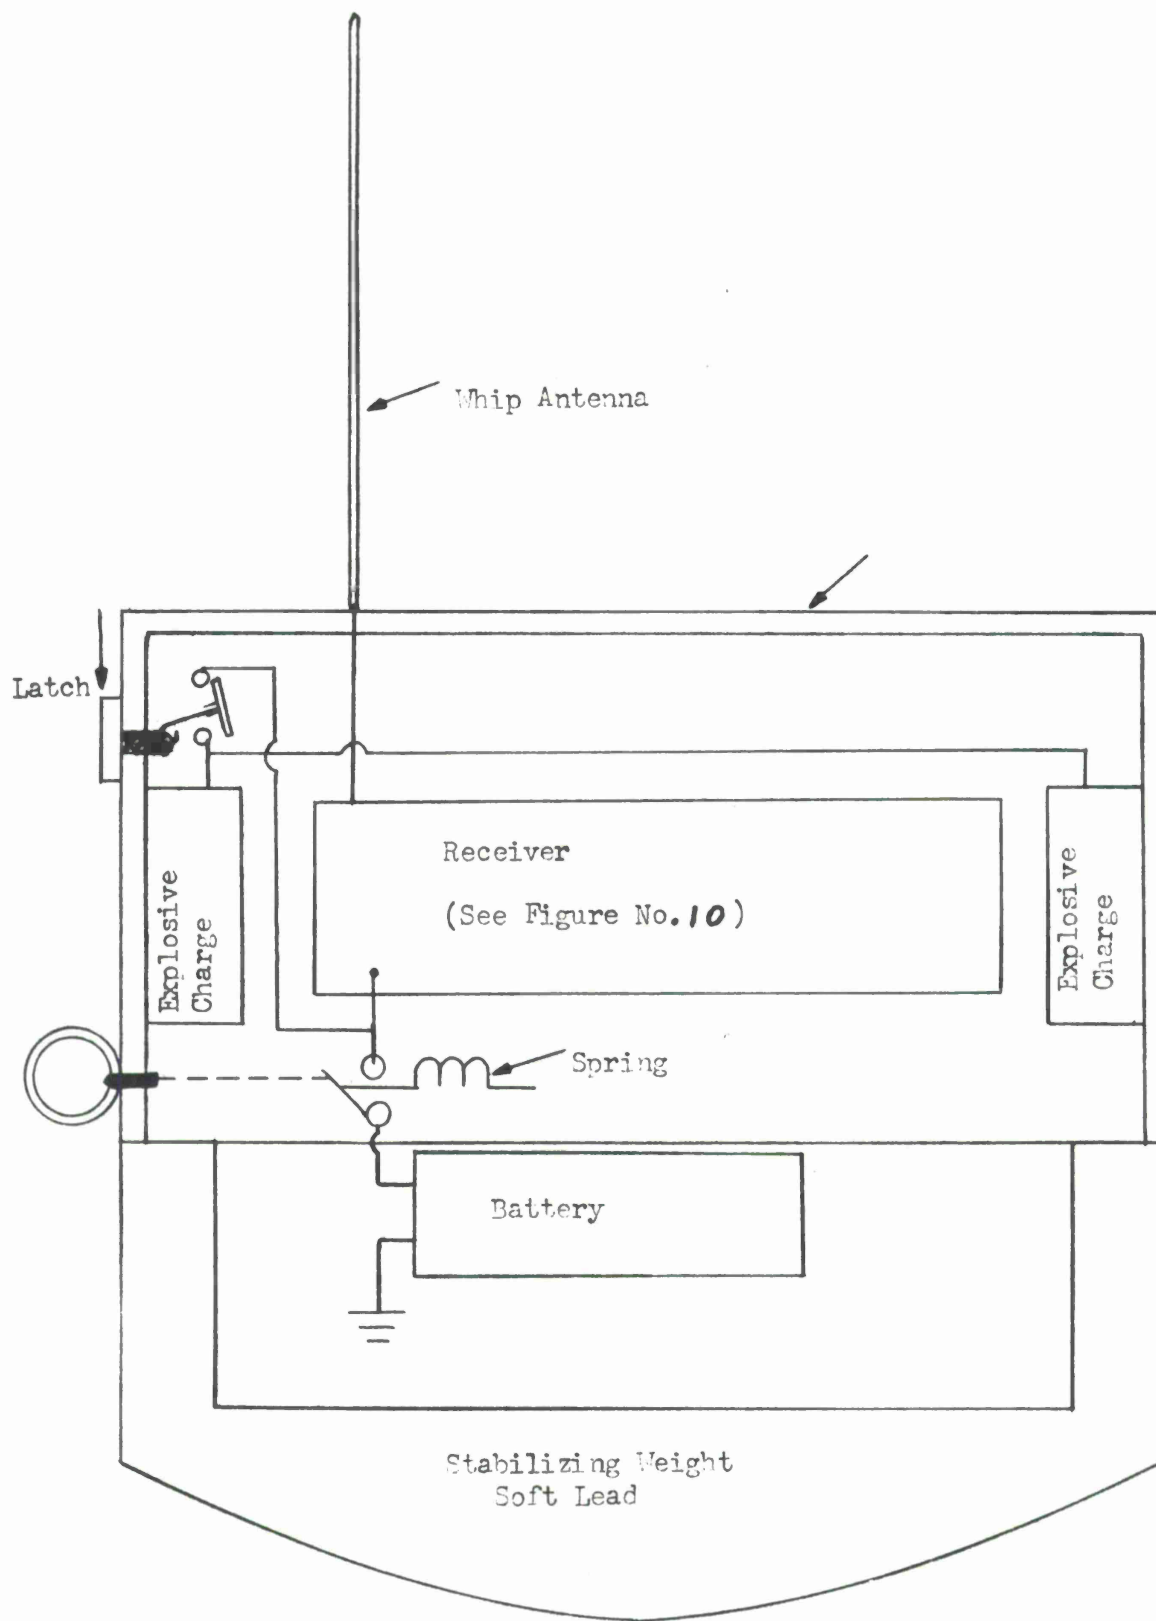 Whip Antenna
Latch
Receiver
(See Figure No.10)
Explosive
Charge
Explosive
Charge
Spring
Battery
Stabilizing Weight
Soft Lead